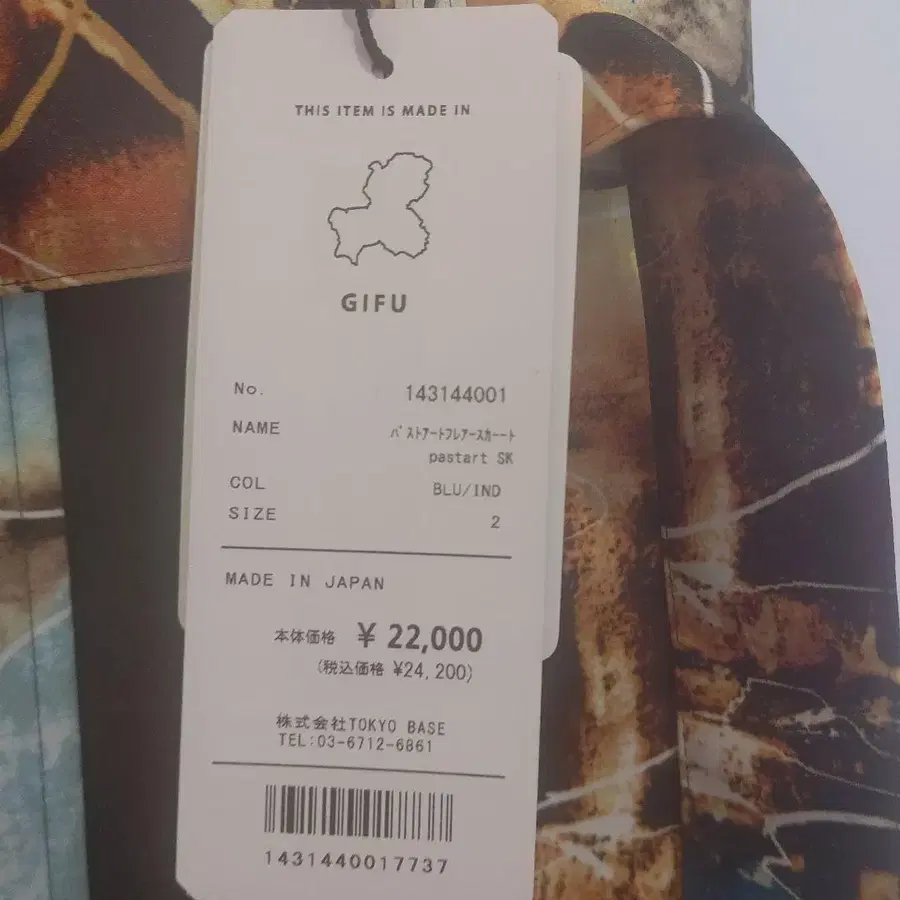 THIS ITEM IS MADE IN
GIFU
No. 143144001
NAME ﾊﾟｽﾄｱｰﾄﾌﾚｱｰｽｶｰｰﾄ
pastart SK
COL BLU/IND
SIZE 2
MADE IN JAPAN
本体価格 ¥ 22,000
(税込価格 ¥24,200)
株式会社TOKYO BASE
TEL:03-6712-6861
1431440017737